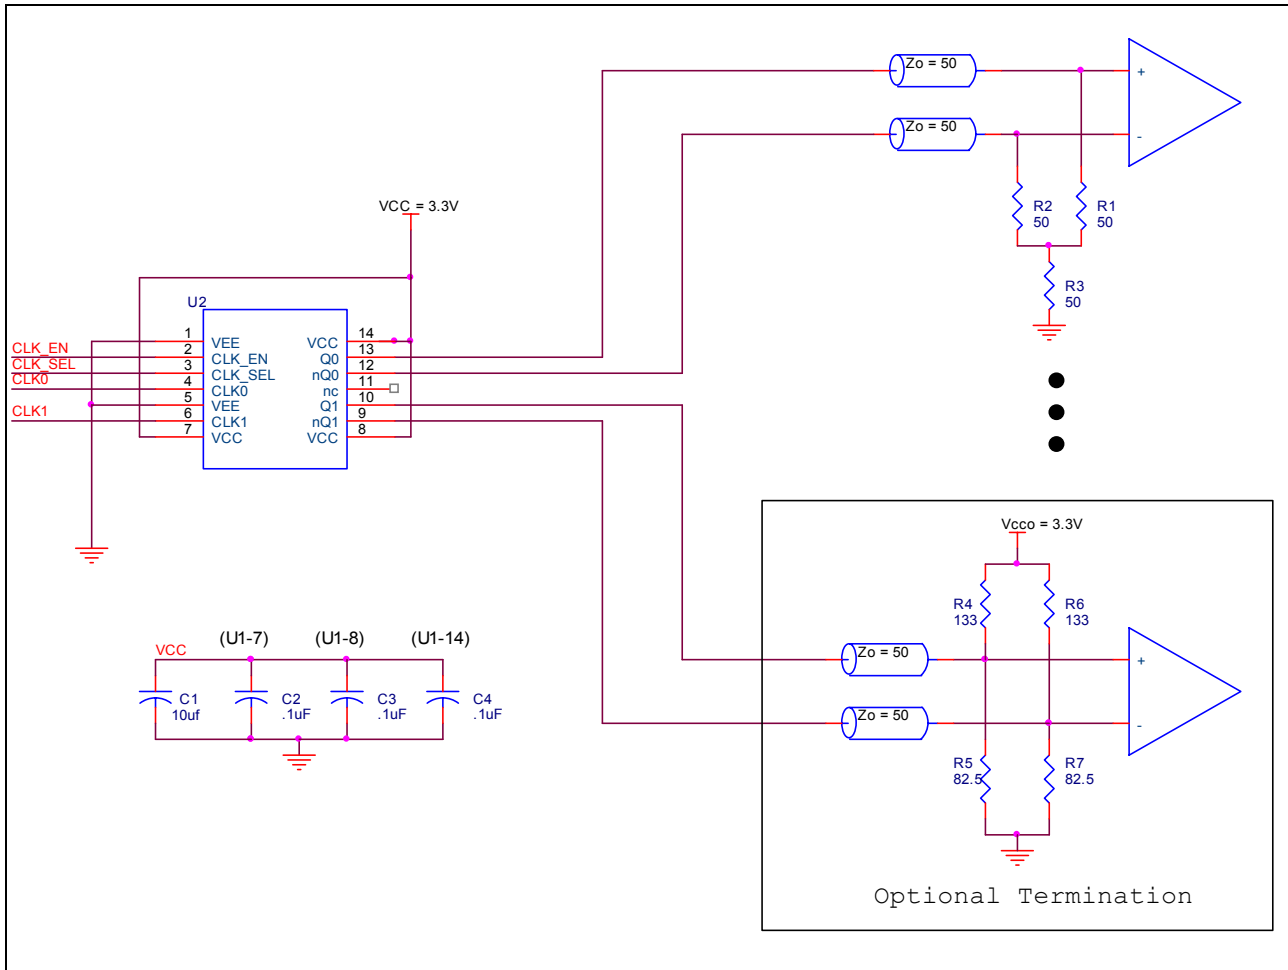 Zo = 50
+
Zo = 50
-
R2
50
R1
50
R3
50
VCC = 3.3V
U2
CLK_EN
CLK_SEL
CLK0
CLK1
1
2
3
4
5
6
7
VEE
CLK_EN
CLK_SEL
CLK0
VEE
CLK1
VCC
VCC
Q0
nQ0
nc
Q1
nQ1
VCC
14
13
12
11
10
9
8
Vcco = 3.3V
R4
133
R6
133
Zo = 50
+
Zo = 50
-
R5
82.5
R7
82.5
Optional Termination
(U1-7)
(U1-8)
(U1-14)
VCC
C1
10uf
C2
.1uF
C3
.1uF
C4
.1uF